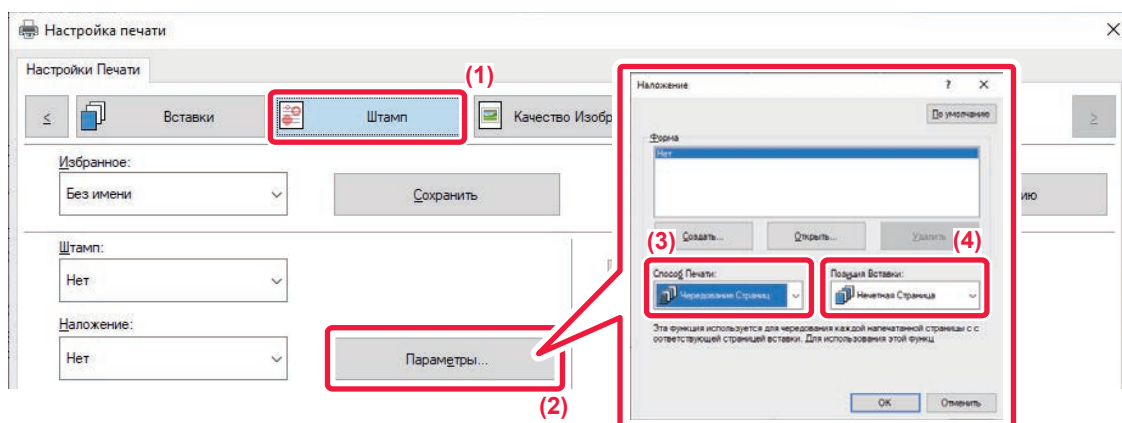 Настройка печати
Настройки Печати
(1)
Вставки
Штамп
Качество Изобр
Избранное:
Без имени
Сохранить
ию
Штамп:
Нет
Наложение:
Нет
Параметры...
(2)
Наложение
По умолчанию
Форма
Нет
Создать...
Открыть...
Удалить
(3)
(4)
Способ Печати:
Позиция Вставки:
Чередование Страниц
Нечетная Страница
Эта функция используется для чередования каждой напечатанной страницы с с
оответствующей страницей вставки. Для использования этой функц
OK
Отменить